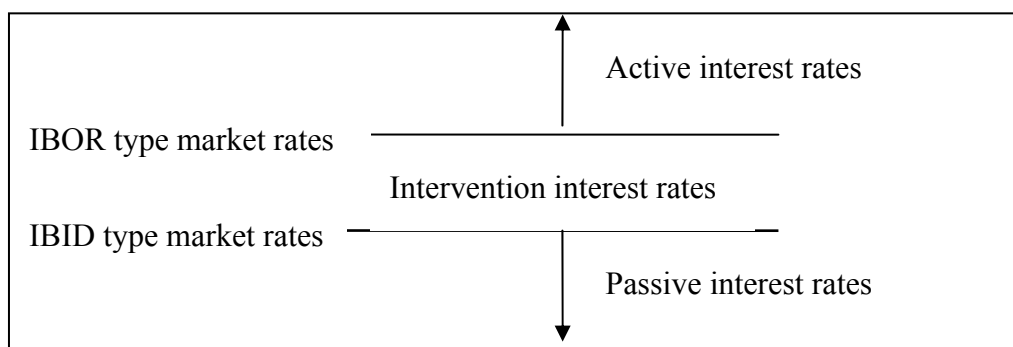 Active interest rates
IBOR type market rates
Intervention interest rates
IBID type market rates
Passive interest rates